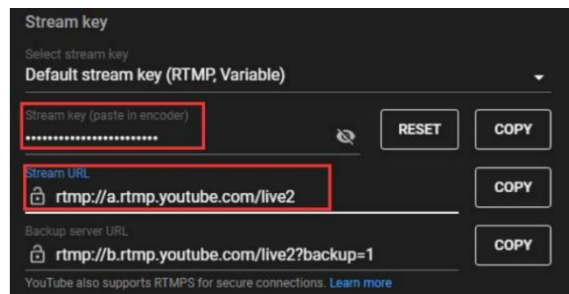 Stream key
Select stream key
Default stream key (RTMP, Variable)
Stream key (paste in encoder)
•••••••••••••••••••••••• RESET COPY
Stream URL
rtmp://a.rtmp.youtube.com/live2 COPY
Backup server URL
rtmp://b.rtmp.youtube.com/live2?backup=1 COPY
YouTube also supports RTMPS for secure connections. Learn more